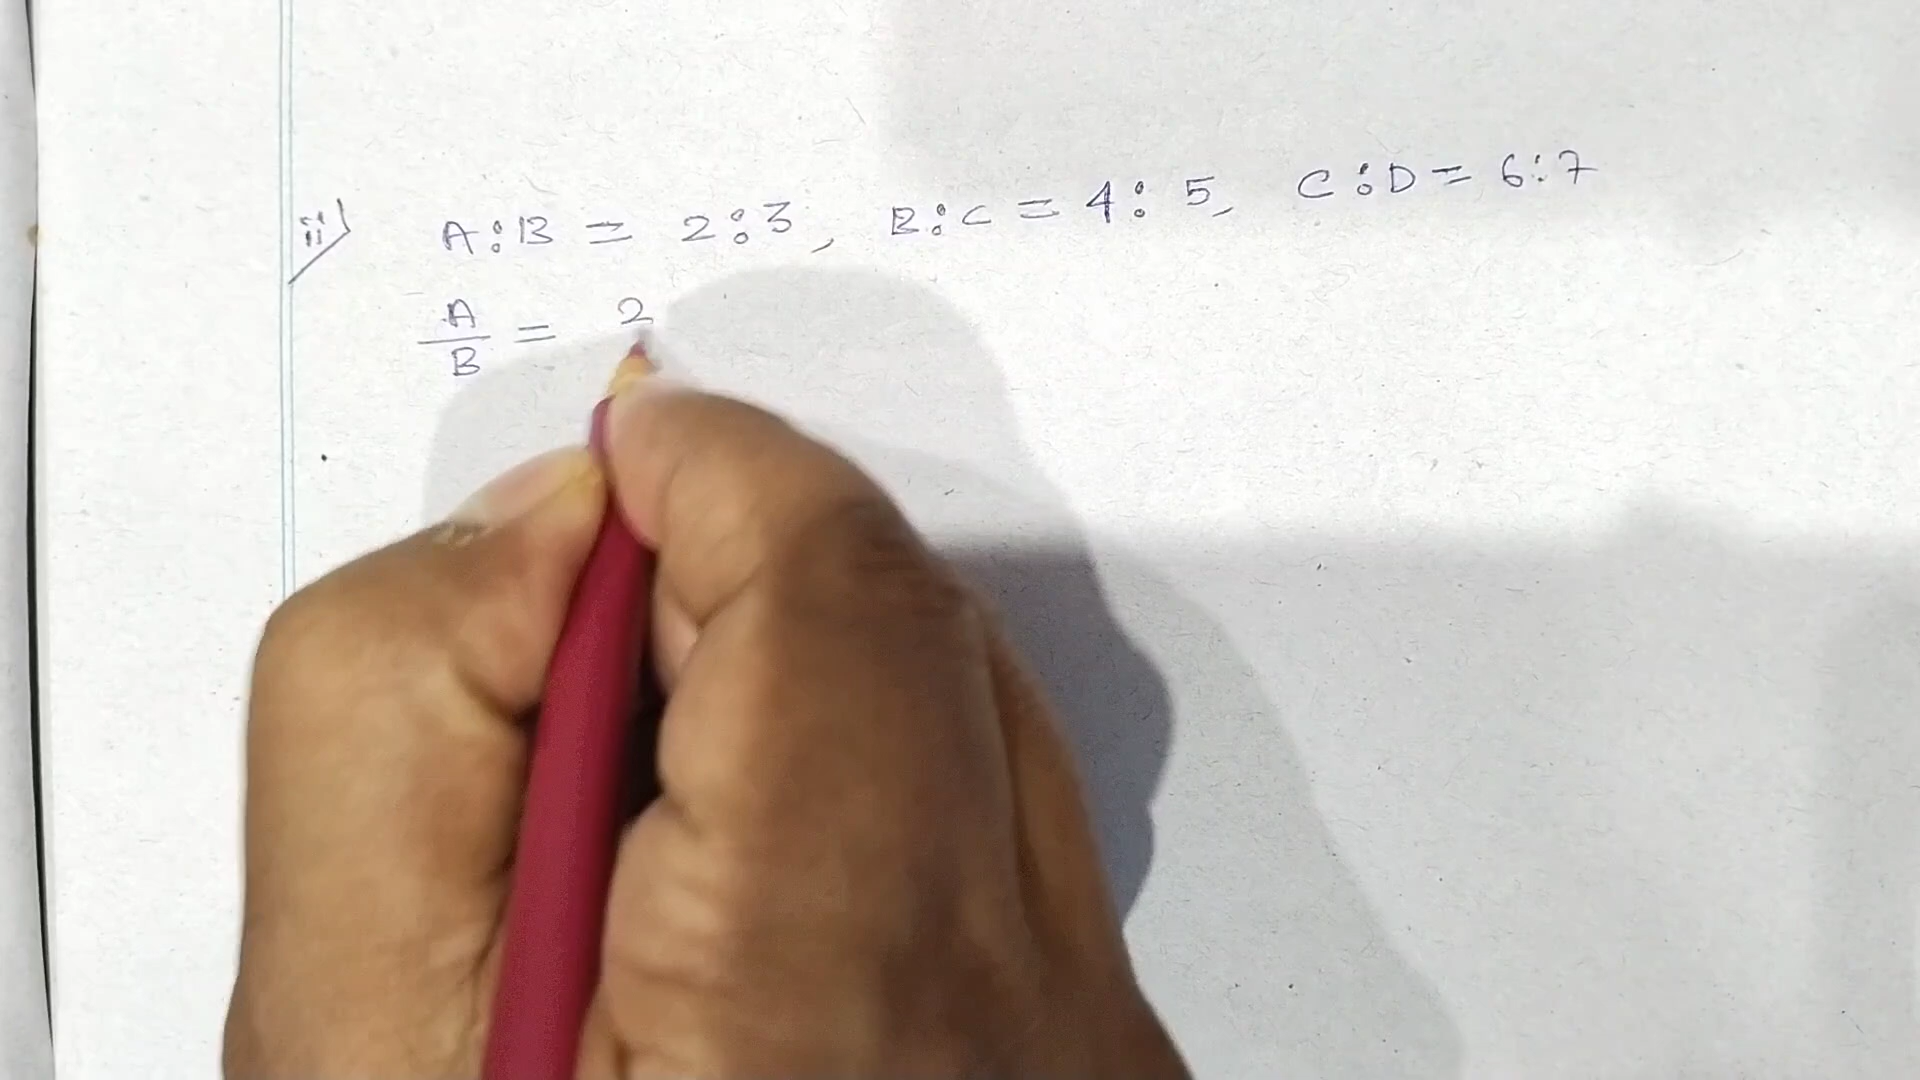 ii) A:B = 2:3, B:C = 4:5, C:D = 6:7
A/B = 2